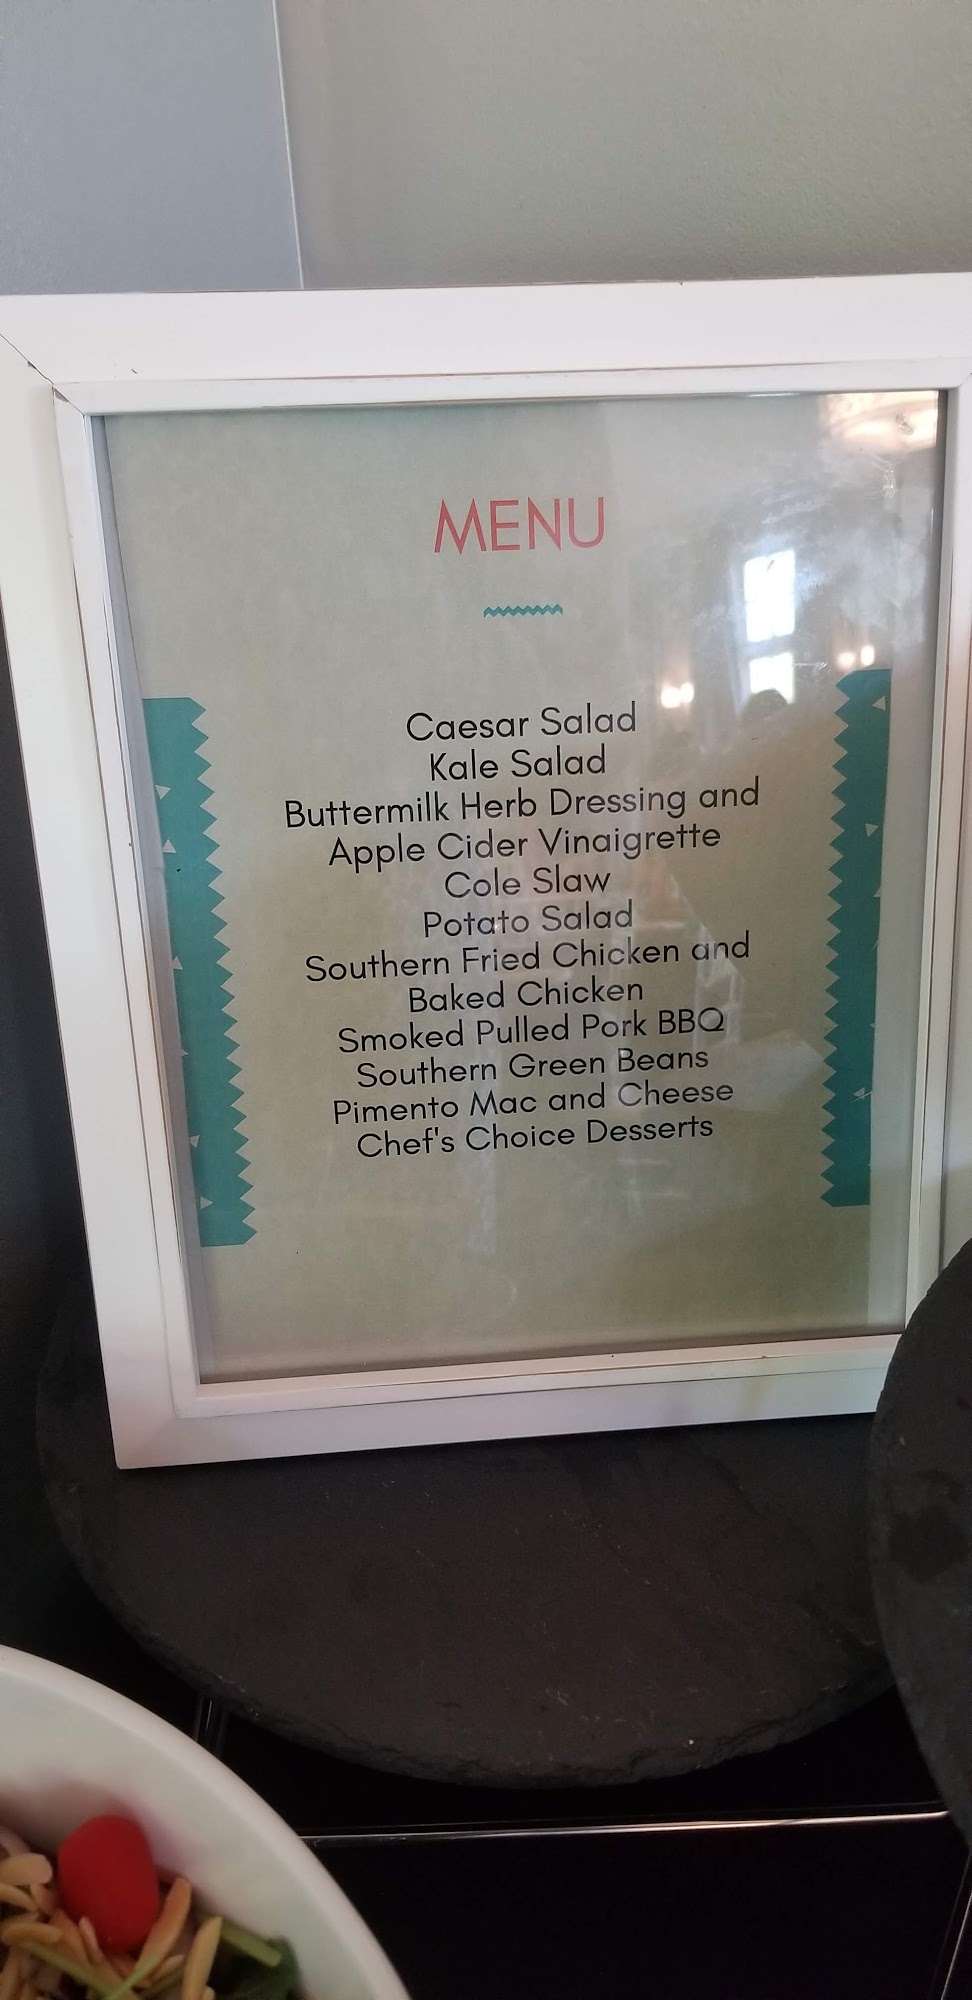 MENU
Caesar Salad
Kale Salad
Buttermilk Herb Dressing and
Apple Cider Vinaigrette
Cole Slaw
Potato Salad
Southern Fried Chicken and
Baked Chicken
Smoked Pulled Pork BBQ
Southern Green Beans
Pimento Mac and Cheese
Chef's Choice Desserts